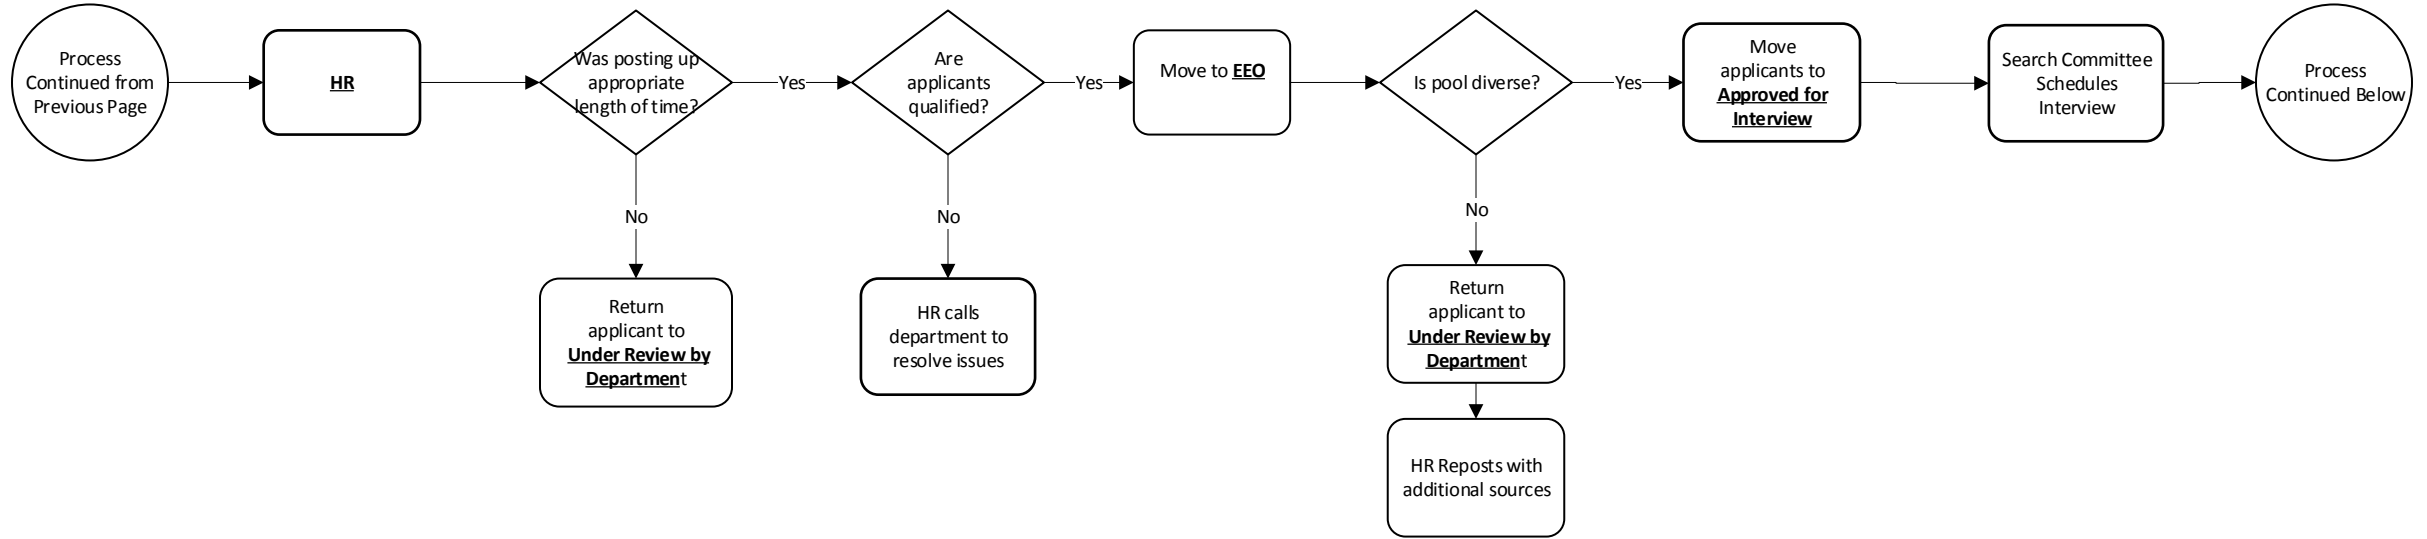 Process
Continued from
Previous Page
HR
Was posting up
appropriate
length of time?
Yes
Are
applicants
qualified?
Yes
Move to EEO
Is pool diverse?
Yes
Move
applicants to
Approved for
Interview
Search Committee
Schedules
Interview
Process
Continued Below
No
No
No
Return
applicant to
Under Review by
Department
HR calls
department to
resolve issues
Return
applicant to
Under Review by
Department
HR Reposts with
additional sources